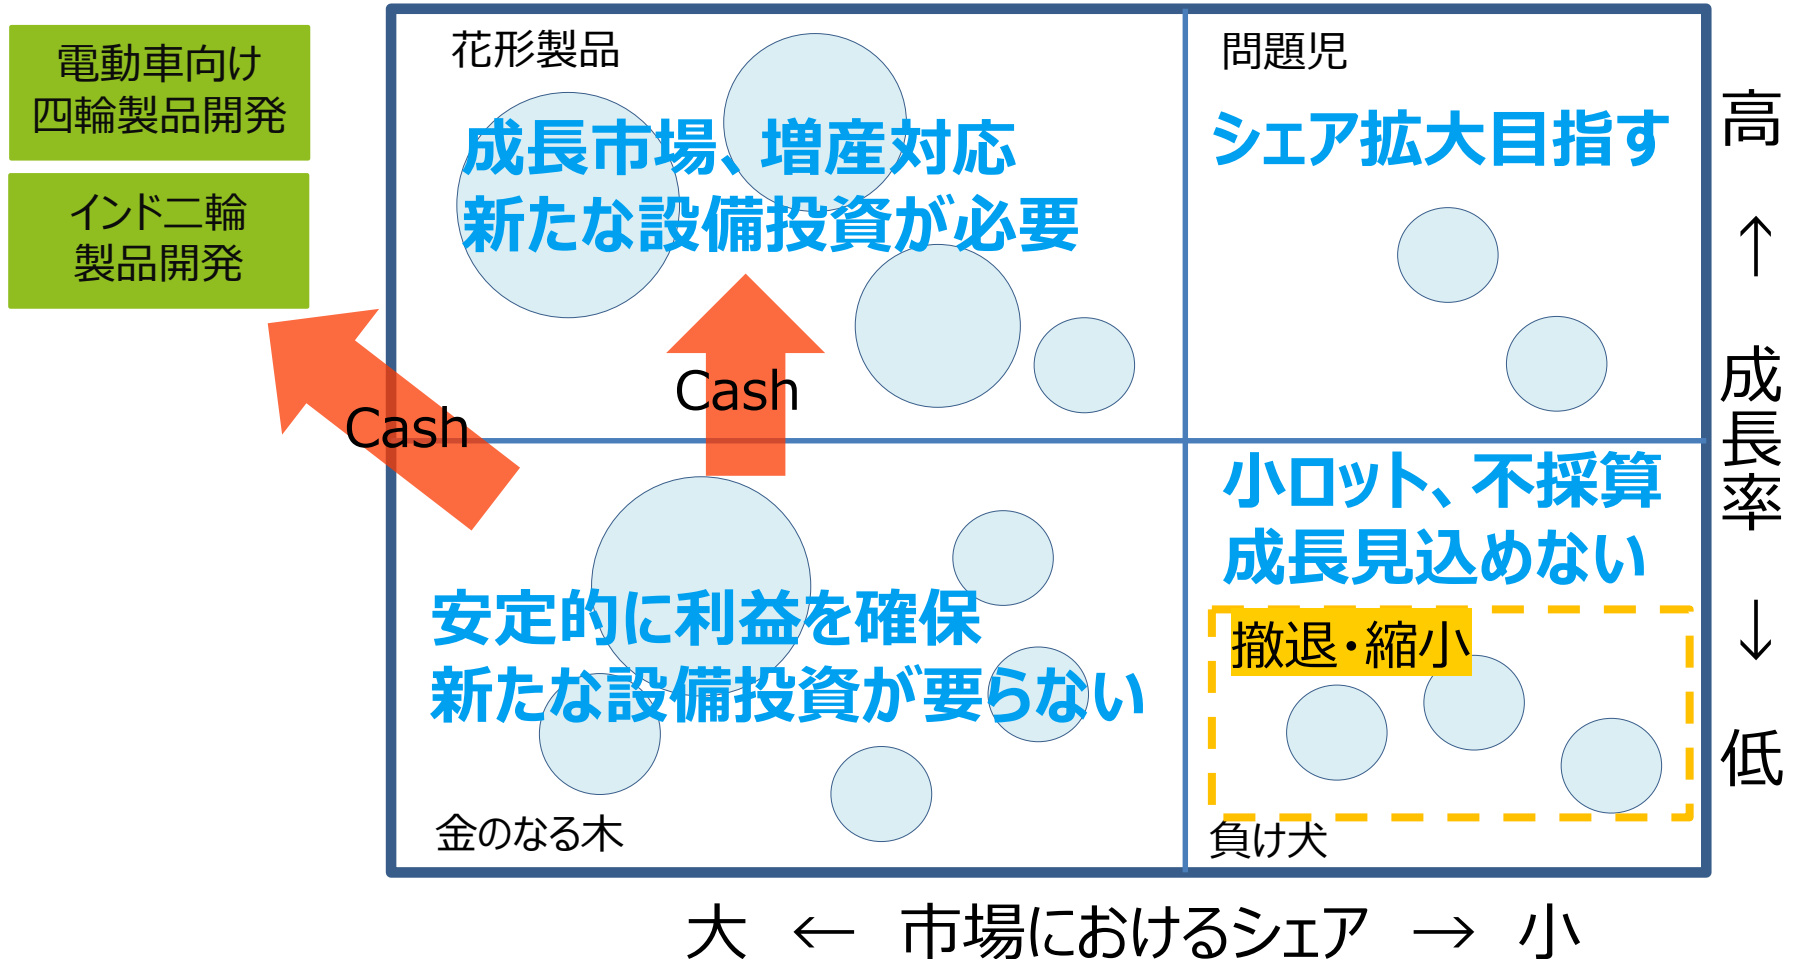 電動車向け
四輪製品開発
インド二輪
製品開発
花形製品
成長市場、増産対応
新たな設備投資が必要
Cash
Cash
問題児
シェア拡大目指す
安定的に利益を確保
新たな設備投資が要らない
金のなる木
小ロット、不採算
成長見込めない
撤退・縮小
負け犬
高
↑
成長率
↓
低
大 ← 市場におけるシェア → 小